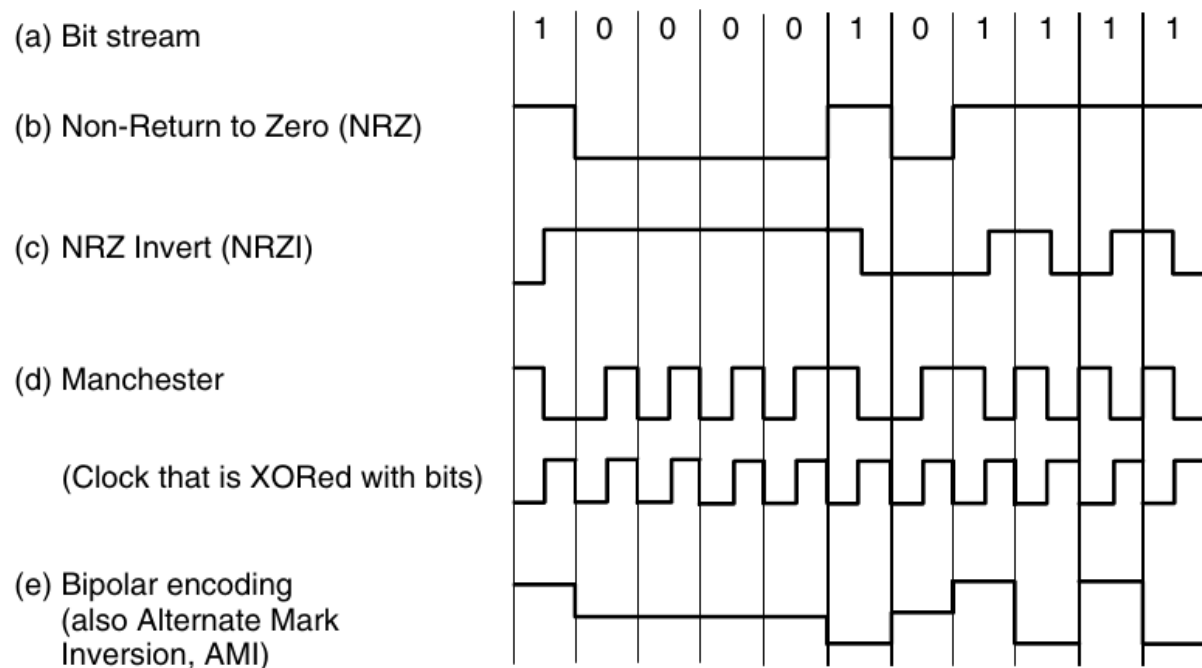 (a) Bit stream 1 0 0 0 0 1 0 1 1 1 1
(b) Non-Return to Zero (NRZ)
(c) NRZ Invert (NRZI)
(d) Manchester
(Clock that is XORed with bits)
(e) Bipolar encoding
(also Alternate Mark
Inversion, AMI)